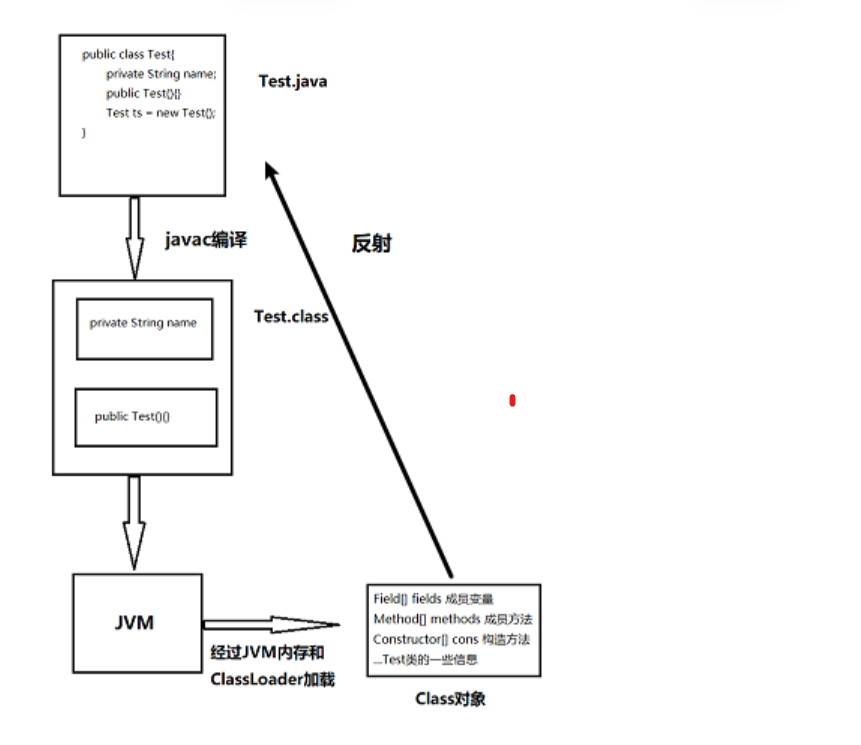 public class Test{
private String name;
public Test(){}
Test ts = new Test();
}
Test.java
javac编译
反射
private String name
Test.class
public Test(){}
JVM
经过JVM内存和
ClassLoader加载
Field[] fields 成员变量
Method[] methods 成员方法
Constructor[] cons 构造方法
...Test类的一些信息
Class对象